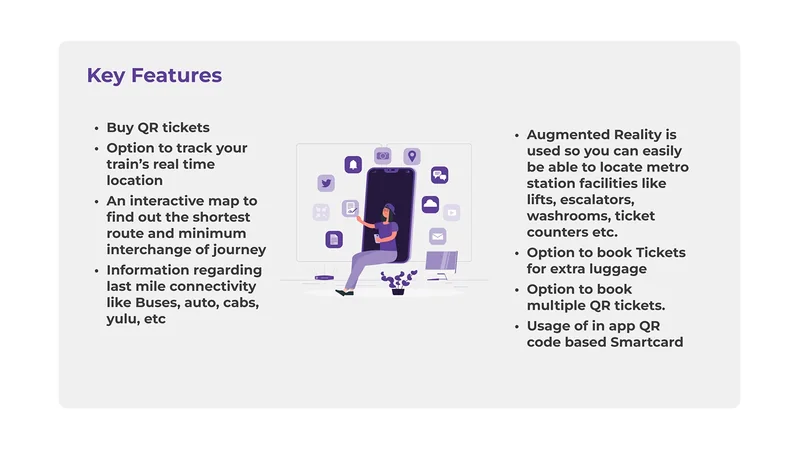 Key Features
• Buy QR tickets
• Option to track your
train's real time
location
• An interactive map to
find out the shortest
route and minimum
interchange of journey
• Information regarding
last mile connectivity
like Buses, auto, cabs,
yulu, etc
• Augmented Reality is
used so you can easily
be able to locate metro
station facilities like
lifts, escalators,
washrooms, ticket
counters etc.
• Option to book Tickets
for extra luggage
• Option to book
multiple QR tickets.
• Usage of in app QR
code based Smartcard